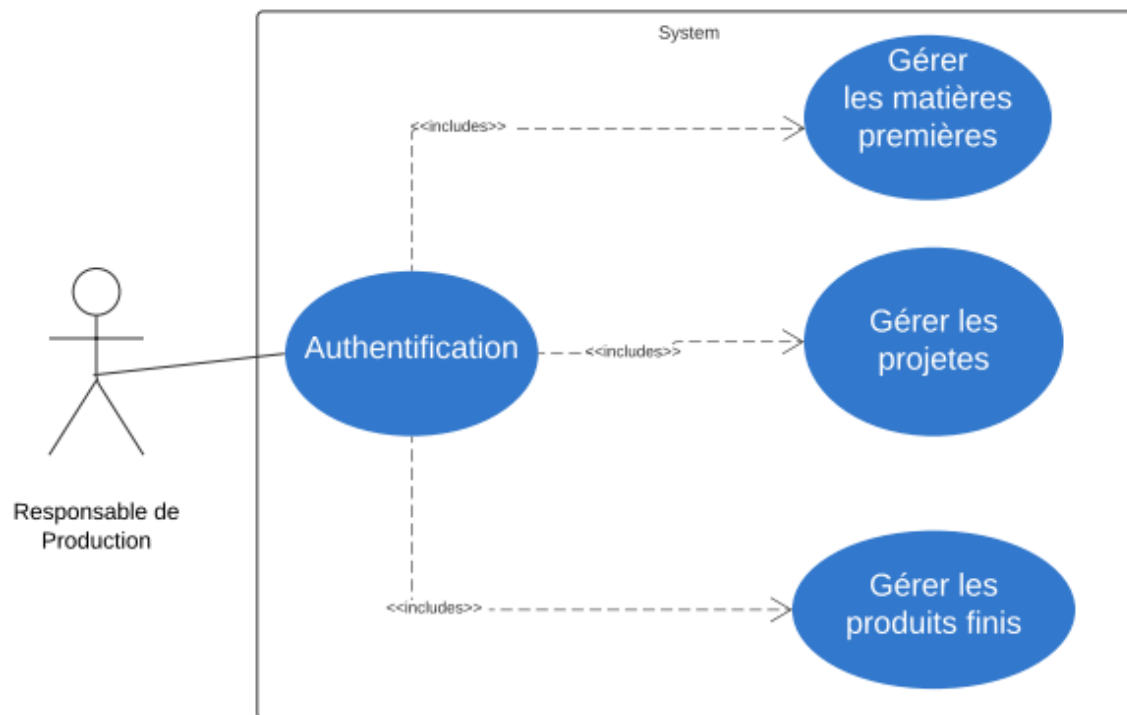 System
Gérer
les matières
premières
<<includes>>
Authentification
<<includes>>
Gérer les
projetes
Responsable de
Production
<<includes>>
Gérer les
produits finis